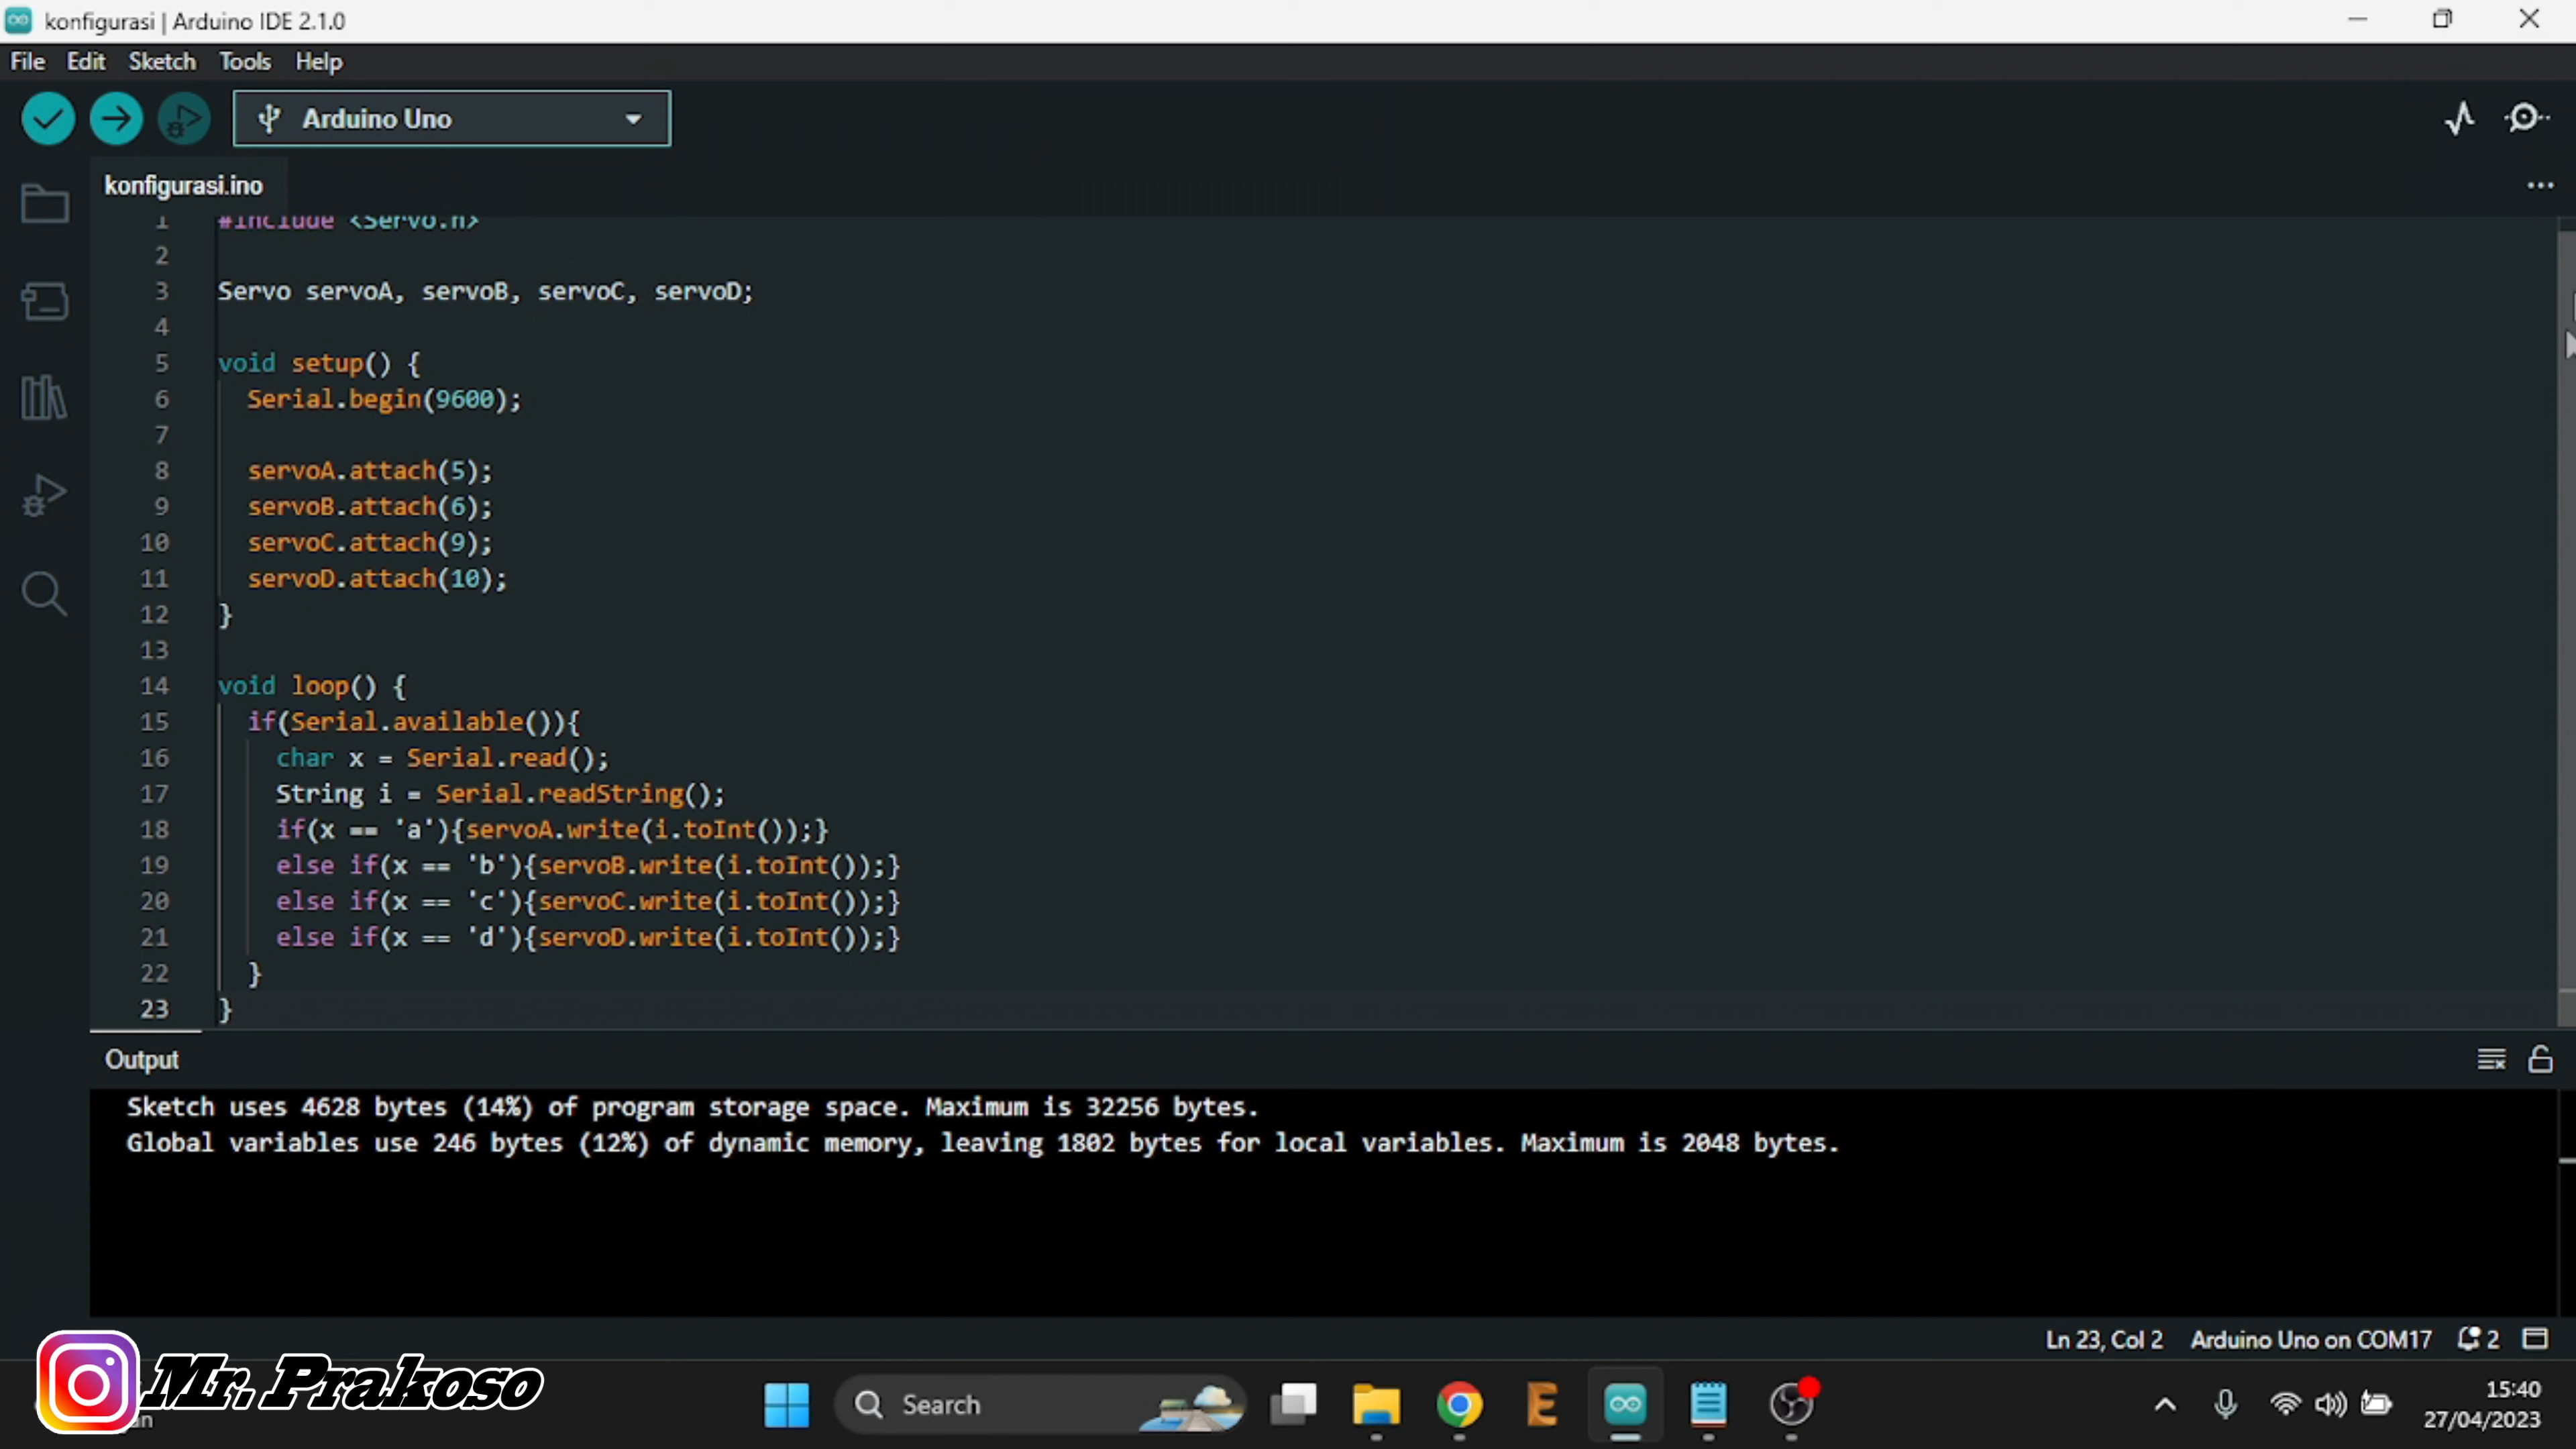 konfigurasi | Arduino IDE 2.1.0
File Edit Sketch Tools Help
Arduino Uno
konfigurasi.ino
1 #include <Servo.h>
2
3 Servo servoA, servoB, servoC, servoD;
4
5 void setup() {
6 Serial.begin(9600);
7
8 servoA.attach(5);
9 servoB.attach(6);
10 servoC.attach(9);
11 servoD.attach(10);
12 }
13
14 void loop() {
15 if(Serial.available()){
16 char x = Serial.read();
17 String i = Serial.readString();
18 if(x == 'a'){servoA.write(i.toInt());}
19 else if(x == 'b'){servoB.write(i.toInt());}
20 else if(x == 'c'){servoC.write(i.toInt());}
21 else if(x == 'd'){servoD.write(i.toInt());}
22 }
23 }
Output
Sketch uses 4628 bytes (14%) of program storage space. Maximum is 32256 bytes.
Global variables use 246 bytes (12%) of dynamic memory, leaving 1802 bytes for local variables. Maximum is 2048 bytes.
Ln 23, Col 2 Arduino Uno on COM17 2
Mr. Prakoso
Search
15:40
27/04/2023